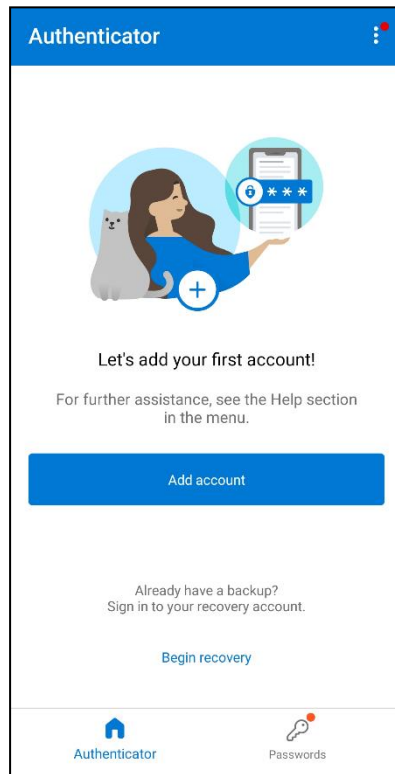 Authenticator
***
Let's add your first account!
For further assistance, see the Help section
in the menu.
Add account
Already have a backup?
Sign in to your recovery account.
Begin recovery
Authenticator
Passwords